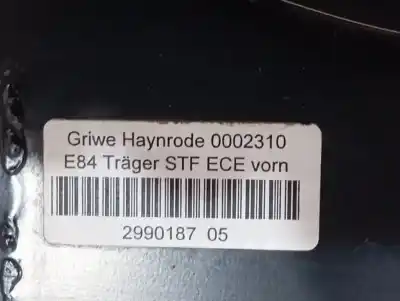 Griwe Haynrode 0002310
E84 Träger STF ECE vorn
2990187 05